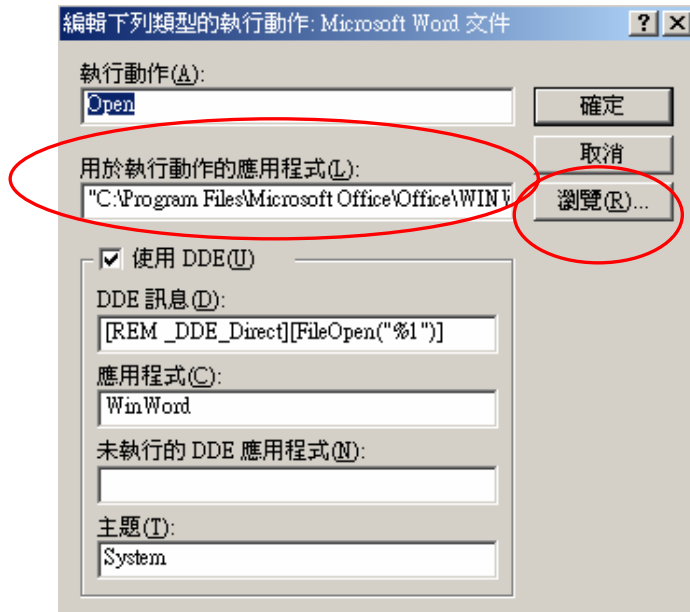 編輯下列類型的執行動作: Microsoft Word 文件
執行動作(A):
Open
確定
取消
用於執行動作的應用程式(L):
"C:\Program Files\Microsoft Office\Office\WINW
瀏覽(R)...
使用 DDE(U)
DDE 訊息(D):
[REM _DDE_Direct][FileOpen("%1")]
應用程式(C):
WinWord
未執行的 DDE 應用程式(N):
主題(T):
System